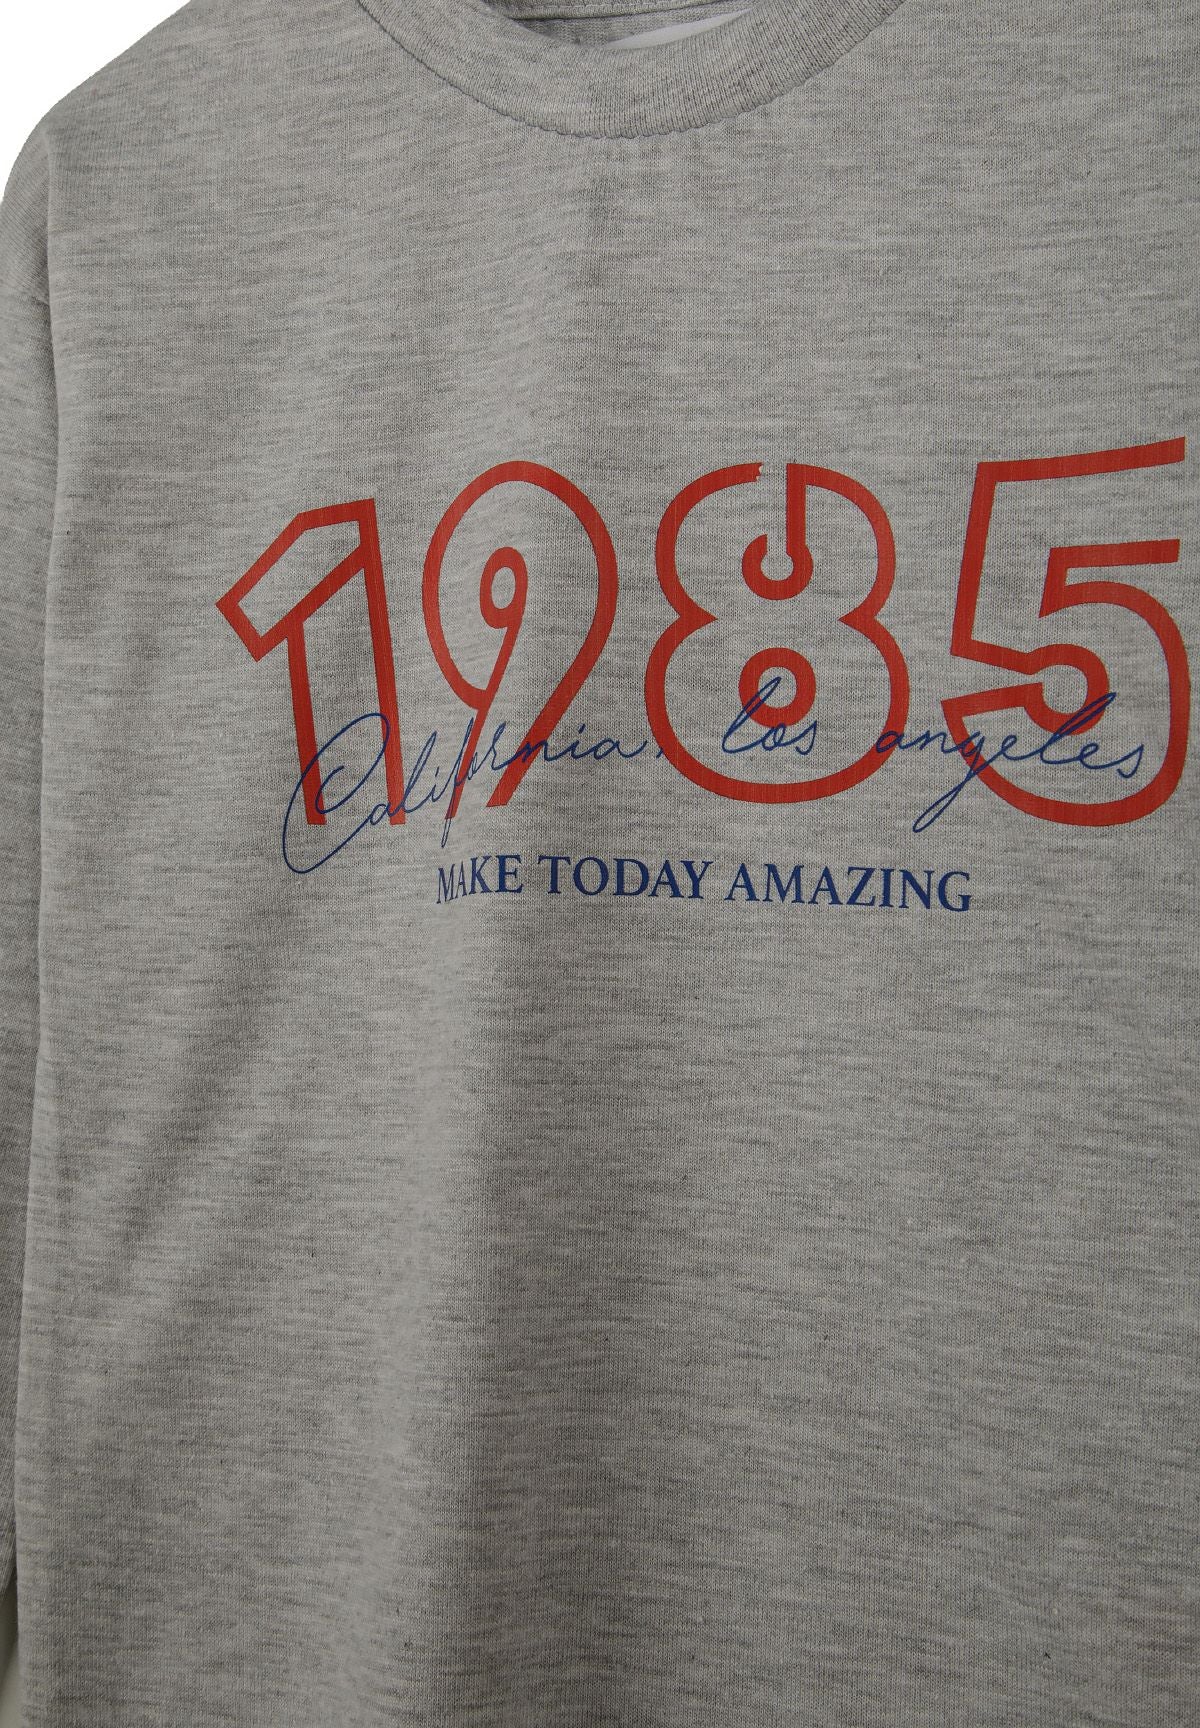 1985
California, los angeles
MAKE TODAY AMAZING